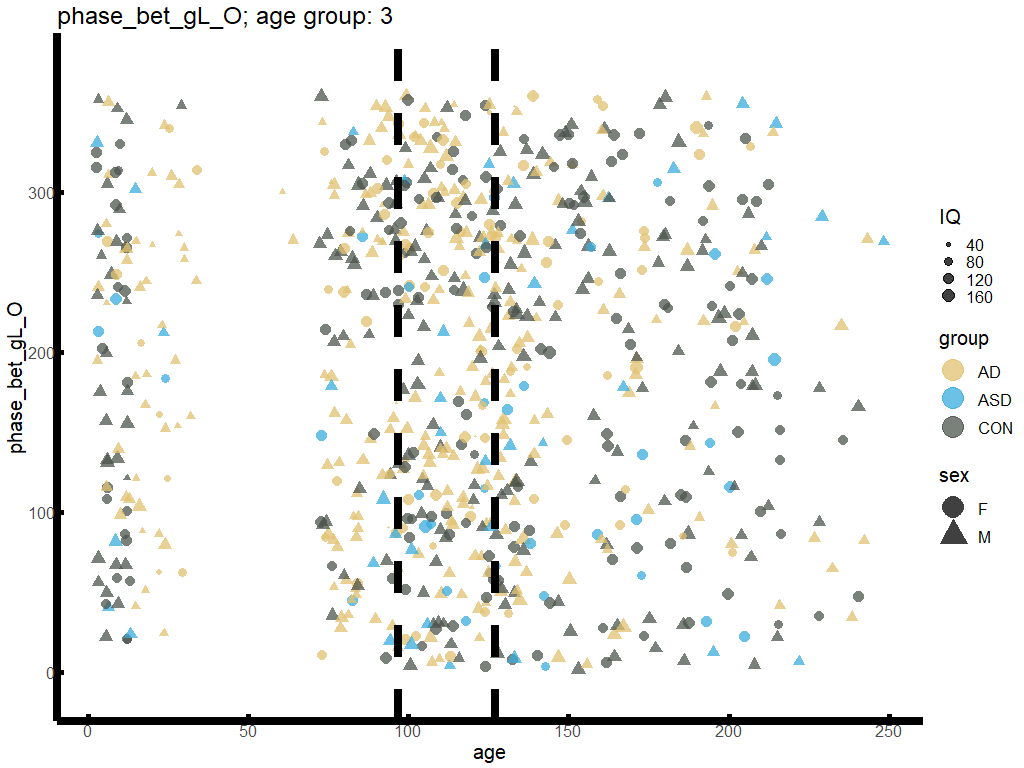 phase_bet_gL_O; age group: 3
phase_bet_gL_O
300
200
100
0
0
50
100
150
200
250
age
IQ
40
80
120
160
group
AD
ASD
CON
sex
F
M